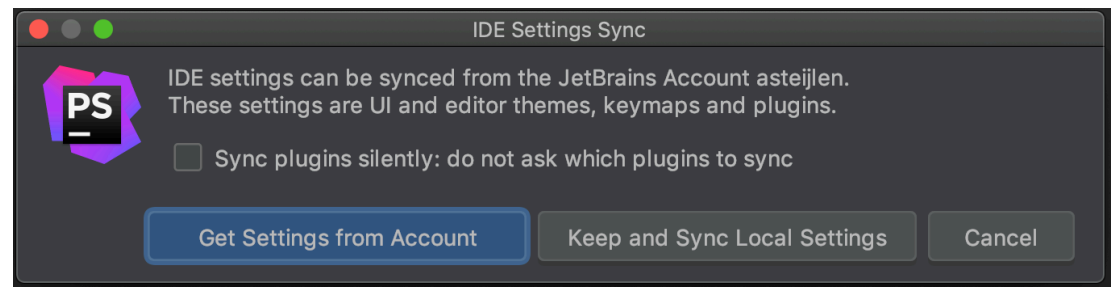 IDE Settings Sync
IDE settings can be synced from the JetBrains Account asteijlen.
These settings are UI and editor themes, keymaps and plugins.
PS
Sync plugins silently: do not ask which plugins to sync
Get Settings from Account
Keep and Sync Local Settings
Cancel